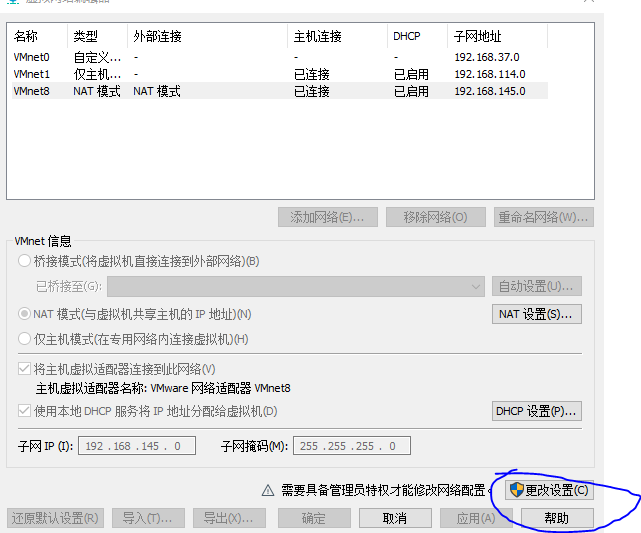 名称 类型 外部连接 主机连接 DHCP 子网地址
VMnet0 自定义... - - - 192.168.37.0
VMnet1 仅主机... - 已连接 已启用 192.168.114.0
VMnet8 NAT 模式 NAT 模式 已连接 已启用 192.168.145.0
添加网络(E)... 移除网络(O) 重命名网络(W)...
VMnet 信息
桥接模式(将虚拟机直接连接到外部网络)(B)
已桥接至(G): 自动设置(U)...
NAT 模式(与虚拟机共享主机的 IP 地址)(N) NAT 设置(S)...
仅主机模式(在专用网络内连接虚拟机)(H)
将主机虚拟适配器连接到此网络(V)
主机虚拟适配器名称: VMware 网络适配器 VMnet8
使用本地 DHCP 服务将 IP 地址分配给虚拟机(D) DHCP 设置(P)...
子网 IP (I): 192 .168 .145 . 0 子网掩码(M): 255 .255 .255 . 0
需要具备管理员特权才能修改网络配置。 更改设置(C)
还原默认设置(R) 导入(T)... 导出(X)... 确定 取消 应用(A) 帮助